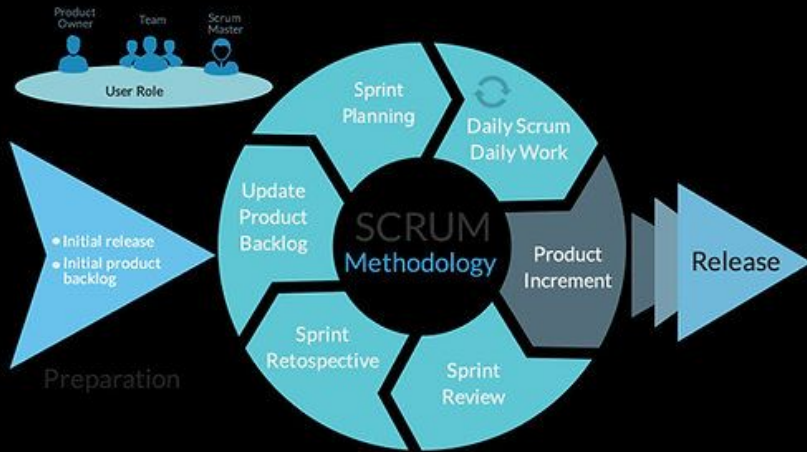 Product
Owner
Team
Scrum
Master
User Role
Sprint
Planning
Daily Scrum
Daily Work
Update
Product
Backlog
SCRUM
Methodology
• Initial release
• Initial product
backlog
Product
Increment
Release
Sprint
Retospective
Sprint
Review
Preparation